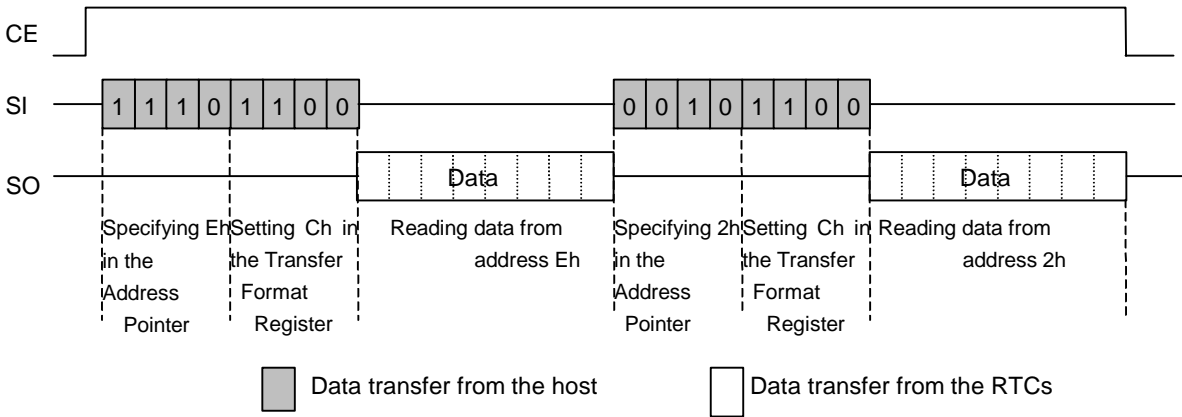 CE
SI
1 1 1 0 1 1 0 0
0 0 1 0 1 1 0 0
SO
Data
Data
Specifying Eh
in the
Address
Pointer
Setting Ch in
the Transfer
Format
Register
Reading data from
address Eh
Specifying 2h
in the
Address
Pointer
Setting Ch in
the Transfer
Format
Register
Reading data from
address 2h
Data transfer from the host
Data transfer from the RTCs